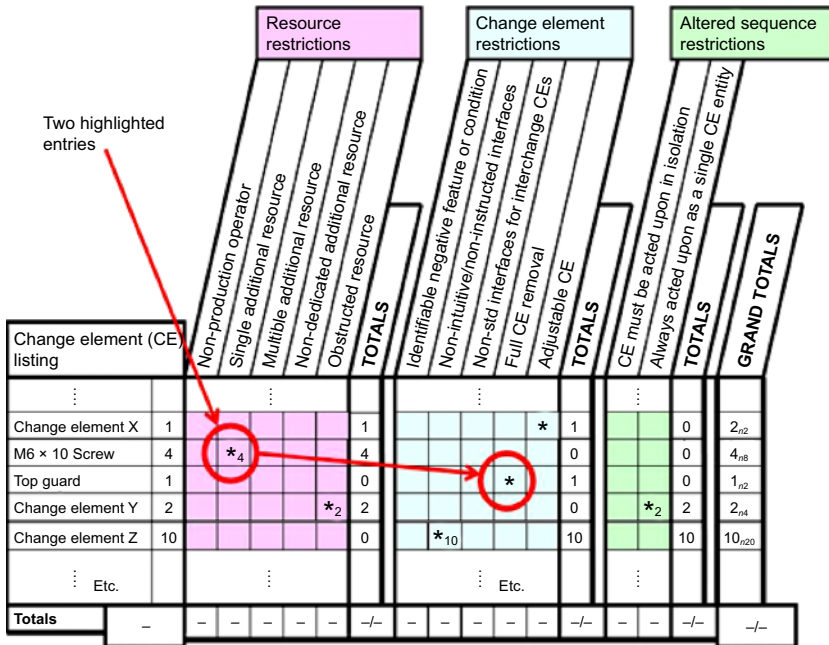 Resource
restrictions
Change element
restrictions
Altered sequence
restrictions
Two highlighted
entries
Non-production operator
Single additional resource
Multiple additional resource
Non-dedicated additional resource
Obstructed resource
TOTALS
Identifiable negative feature or condition
Non-intuitive/non-instructed interfaces
Non-std interfaces for interchange CEs
Full CE removal
Adjustable CE
TOTALS
CE must be acted upon in isolation
Always acted upon as a single CE entity
TOTALS
GRAND TOTALS
Change element (CE)
listing
⋮ ⋮ ⋮ ⋮ ⋮
Change element X 1 1 * 1 0 2n2
M6 × 10 Screw 4 *4 4 0 0 4n8
Top guard 1 0 * 1 0 1n2
Change element Y 2 *2 2 0 *2 2 2n4
Change element Z 10 0 *10 10 10 10n20
⋮ Etc. ⋮ ⋮ Etc. ⋮ ⋮
Totals – – – – – – –/– – – – – – –/– – – –/– –/–